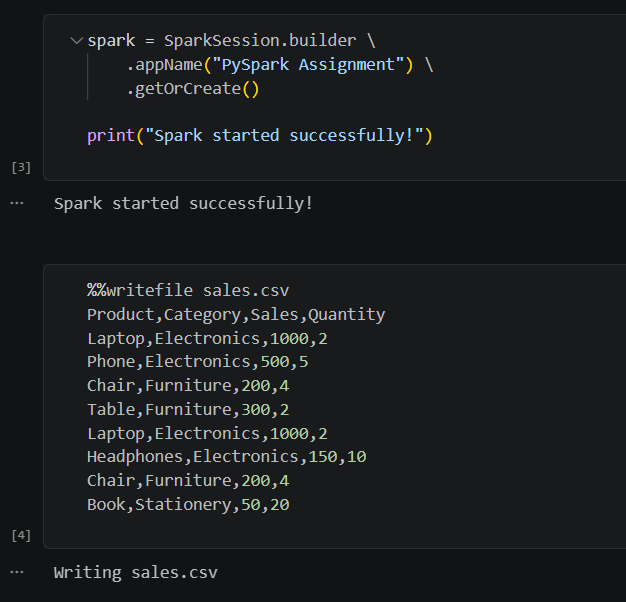 spark = SparkSession.builder \
.appName("PySpark Assignment") \
.getOrCreate()
print("Spark started successfully!")
[3]
... Spark started successfully!
%%writefile sales.csv
Product,Category,Sales,Quantity
Laptop,Electronics,1000,2
Phone,Electronics,500,5
Chair,Furniture,200,4
Table,Furniture,300,2
Laptop,Electronics,1000,2
Headphones,Electronics,150,10
Chair,Furniture,200,4
Book,Stationery,50,20
[4]
... Writing sales.csv